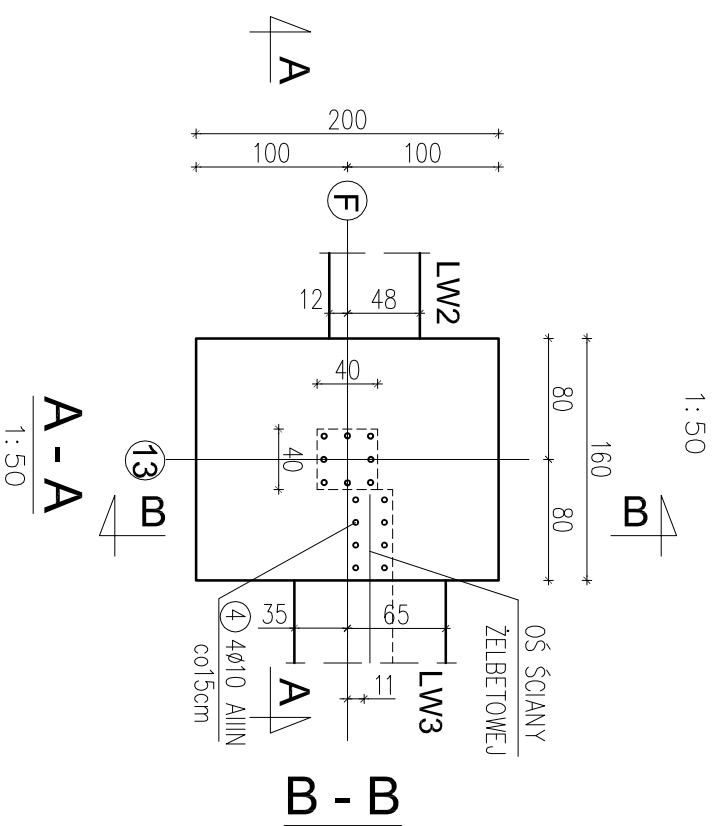 A
200
100
100
F
12
48
LW2
40
40
80
80
160
1:50
A - A
1:50
13
B
B
35
65
11
LW3
A
4 4ø10 AIIIN
co15cm
OŚ ŚCIANY
ŻELBETOWEJ
B - B